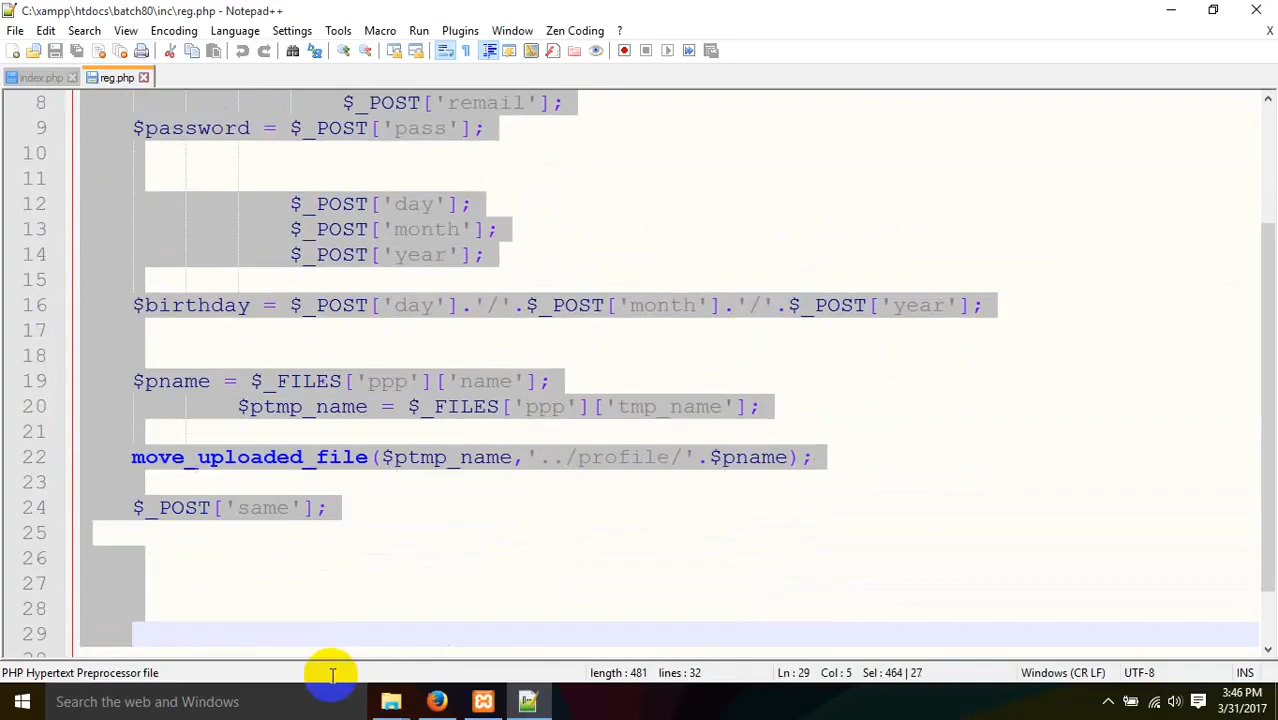 C:\xampp\htdocs\batch80\inc\reg.php - Notepad++
File Edit Search View Encoding Language Settings Tools Macro Run Plugins Window Zen Coding ? X
index.php reg.php
8 $_POST['remail'];
9 $password = $_POST['pass'];
10
11
12 $_POST['day'];
13 $_POST['month'];
14 $_POST['year'];
15
16 $birthday = $_POST['day'].'/'.$_POST['month'].'/'.$_POST['year'];
17
18
19 $pname = $_FILES['ppp']['name'];
20 $ptmp_name = $_FILES['ppp']['tmp_name'];
21
22 move_uploaded_file($ptmp_name,'../profile/'.$pname);
23
24 $_POST['same'];
25
26
27
28
29
PHP Hypertext Preprocessor file length : 481 lines : 32 Ln : 29 Col : 5 Sel : 464 | 27 Windows (CR LF) UTF-8 INS
Search the web and Windows
3:46 PM
3/31/2017